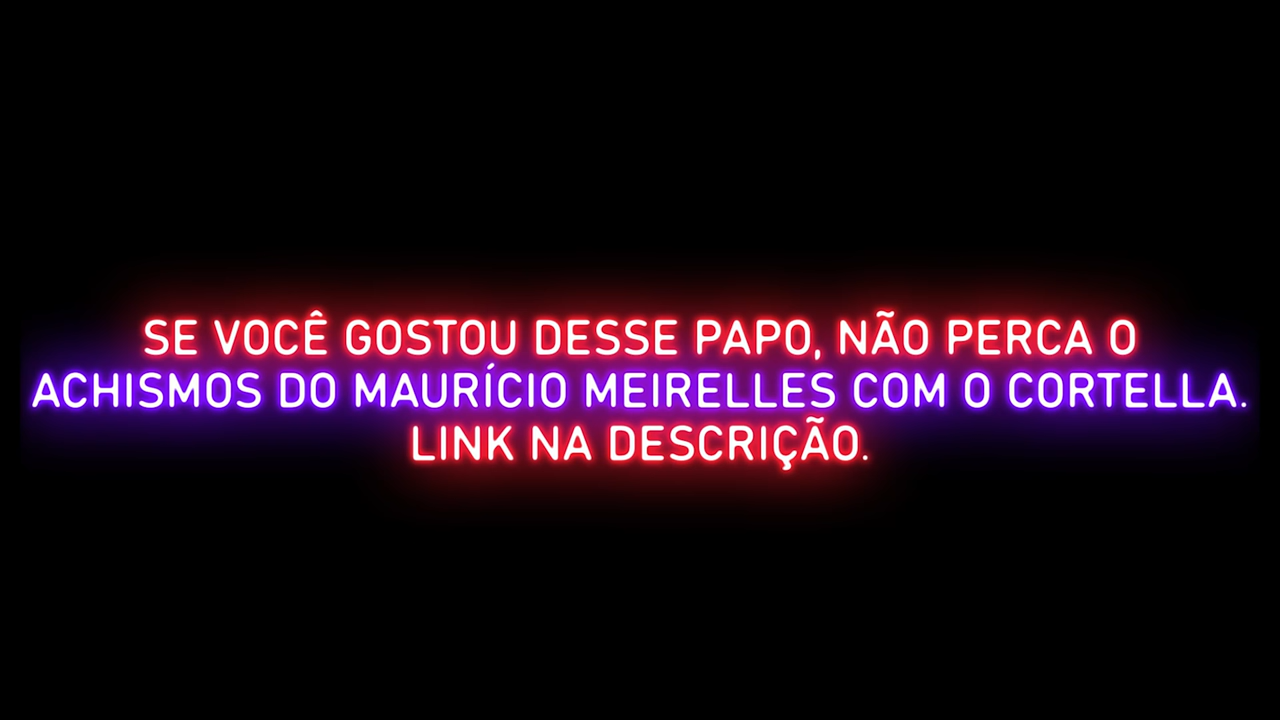 SE VOCÊ GOSTOU DESSE PAPO, NÃO PERCA O
ACHISMOS DO MAURÍCIO MEIRELLES COM O CORTELLA.
LINK NA DESCRIÇÃO.